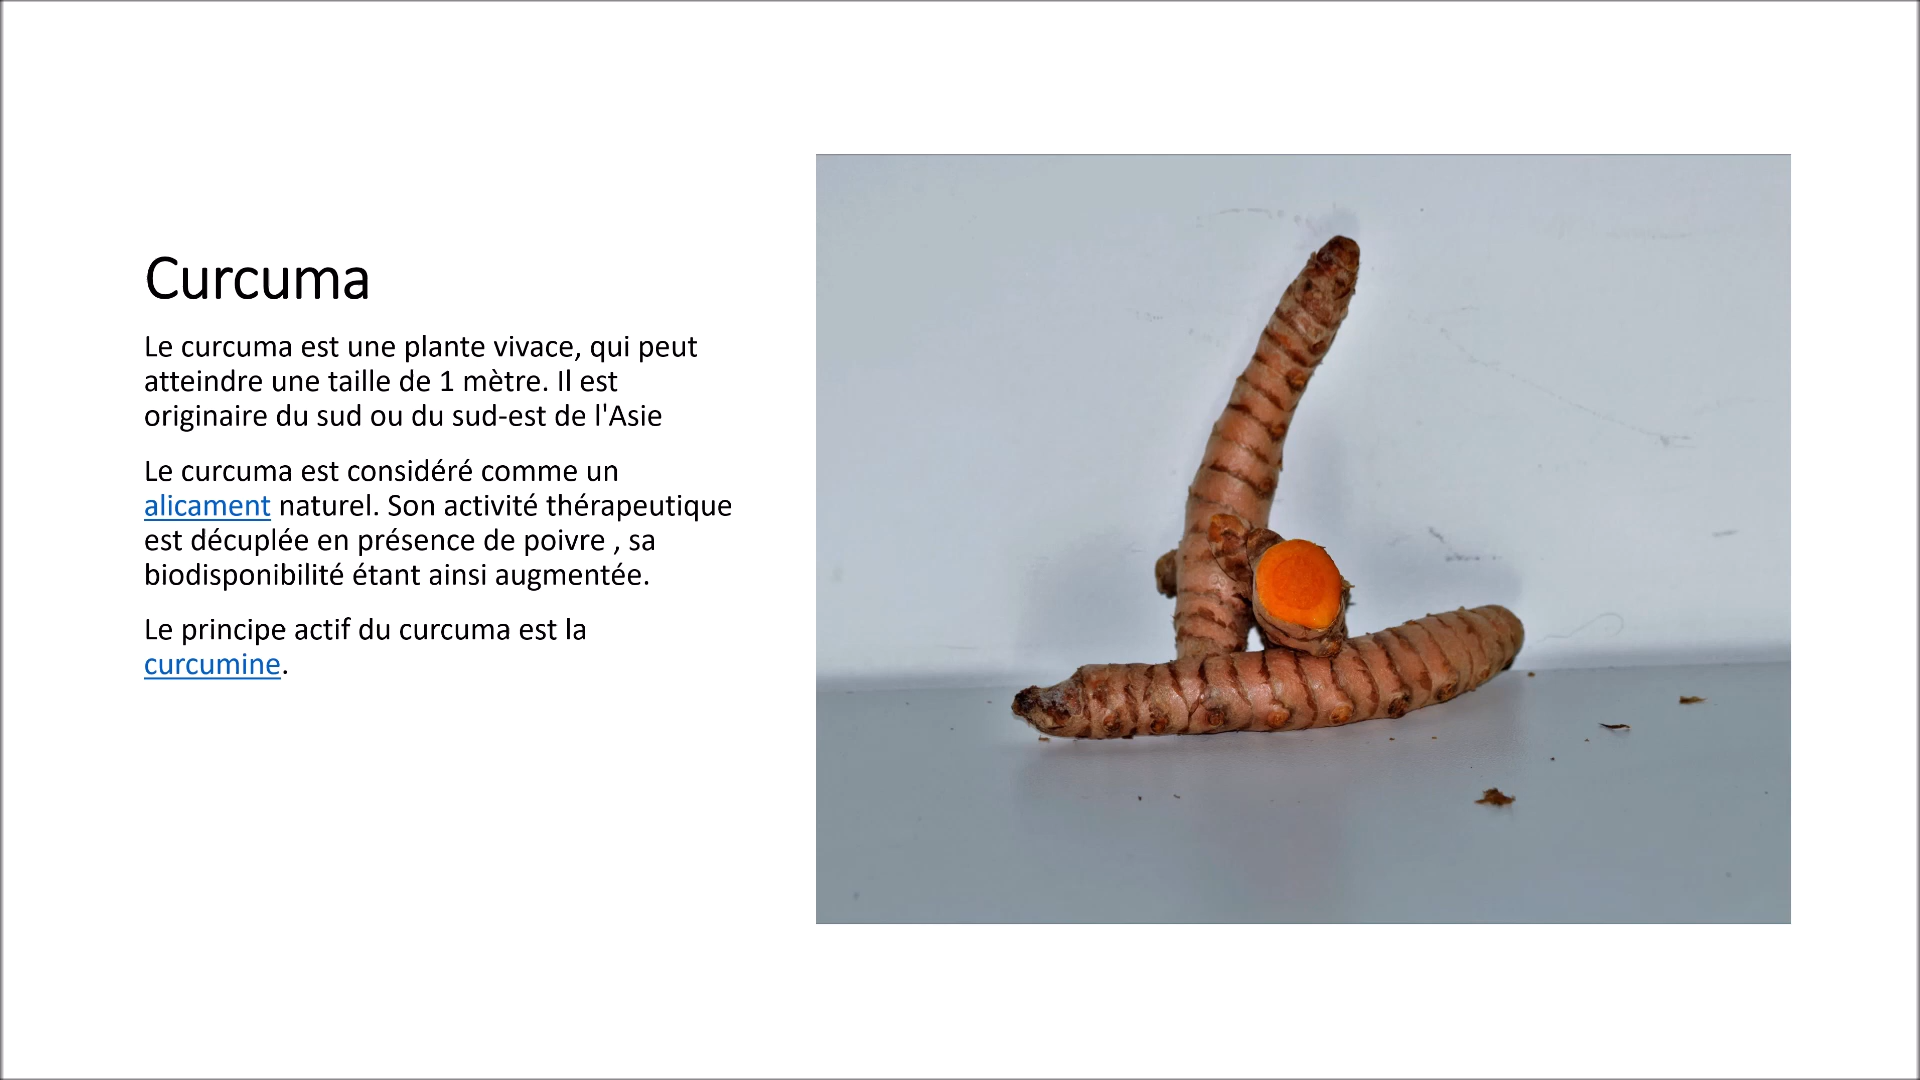 Curcuma
Le curcuma est une plante vivace, qui peut
atteindre une taille de 1 mètre. Il est
originaire du sud ou du sud-est de l'Asie
Le curcuma est considéré comme un
alicament naturel. Son activité thérapeutique
est décuplée en présence de poivre , sa
biodisponibilité étant ainsi augmentée.
Le principe actif du curcuma est la
curcumine.